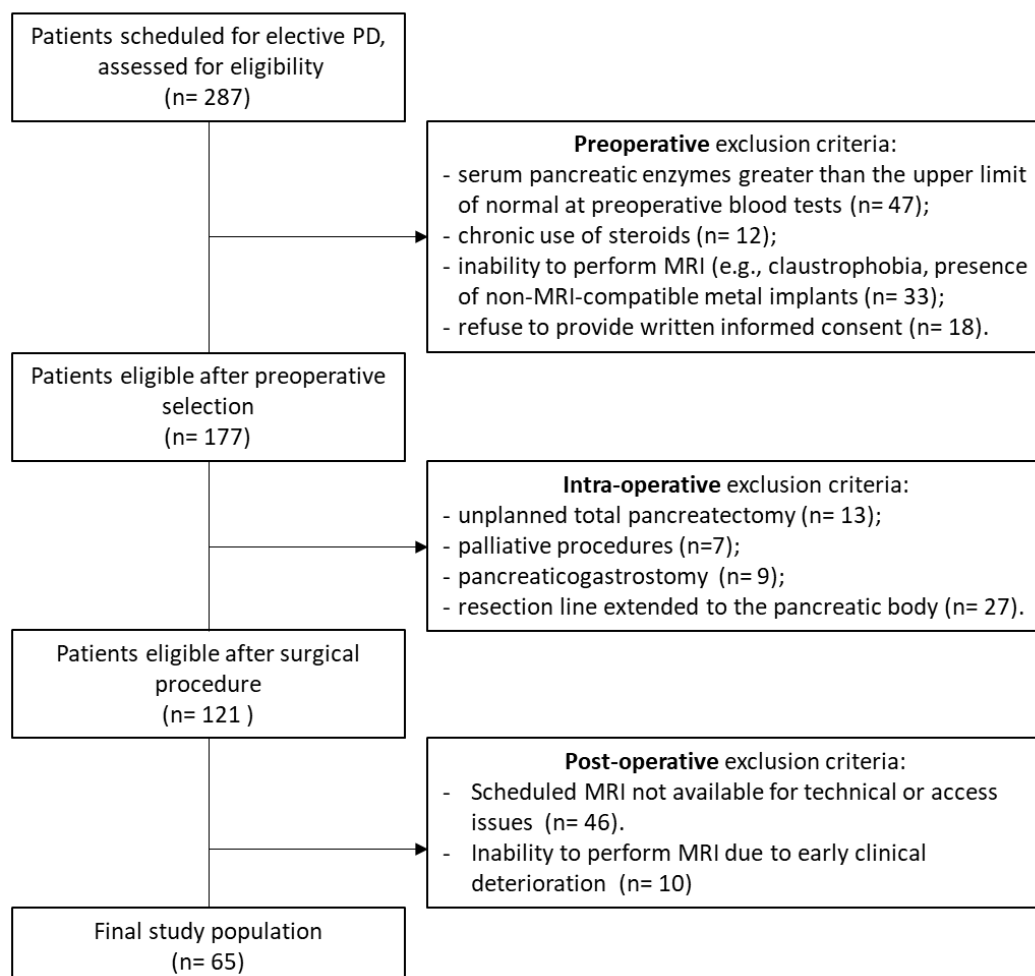 Patients scheduled for elective PD,
assessed for eligibility
(n= 287)
Preoperative exclusion criteria:
- serum pancreatic enzymes greater than the upper limit
of normal at preoperative blood tests (n= 47);
- chronic use of steroids (n= 12);
- inability to perform MRI (e.g., claustrophobia, presence
of non-MRI-compatible metal implants (n= 33);
- refuse to provide written informed consent (n= 18).
Patients eligible after preoperative
selection
(n= 177)
Intra-operative exclusion criteria:
- unplanned total pancreatectomy (n= 13);
- palliative procedures (n=7);
- pancreaticogastrostomy (n= 9);
- resection line extended to the pancreatic body (n= 27).
Patients eligible after surgical
procedure
(n= 121 )
Post-operative exclusion criteria:
- Scheduled MRI not available for technical or access
issues (n= 46).
- Inability to perform MRI due to early clinical
deterioration (n= 10)
Final study population
(n= 65)